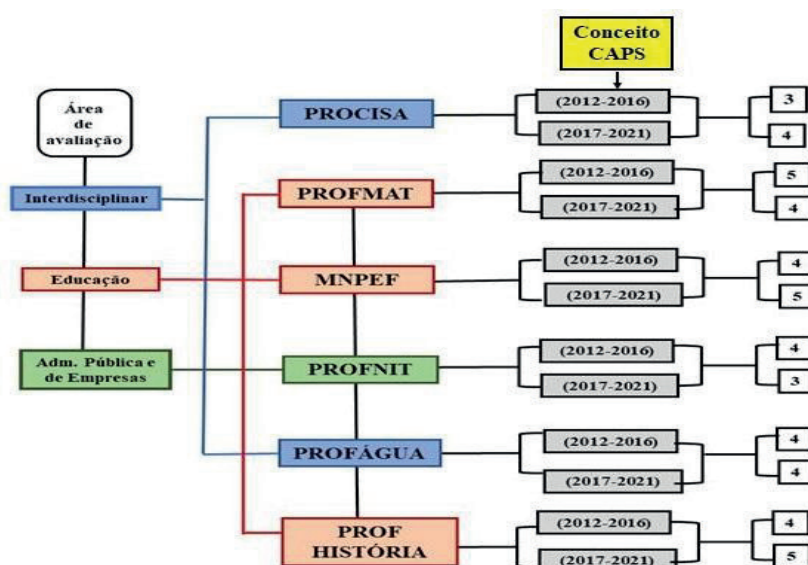 Conceito
CAPS
Área
de
avaliação
Interdisciplinar
Educação
Adm. Pública e
de Empresas
PROCISA
(2012-2016)
3
(2017-2021)
4
PROFMAT
(2012-2016)
5
(2017-2021)
4
MNPEF
(2012-2016)
4
(2017-2021)
5
PROFNIT
(2012-2016)
4
(2017-2021)
3
PROFÁGUA
(2012-2016)
4
(2017-2021)
4
PROF
HISTÓRIA
(2012-2016)
4
(2017-2021)
5